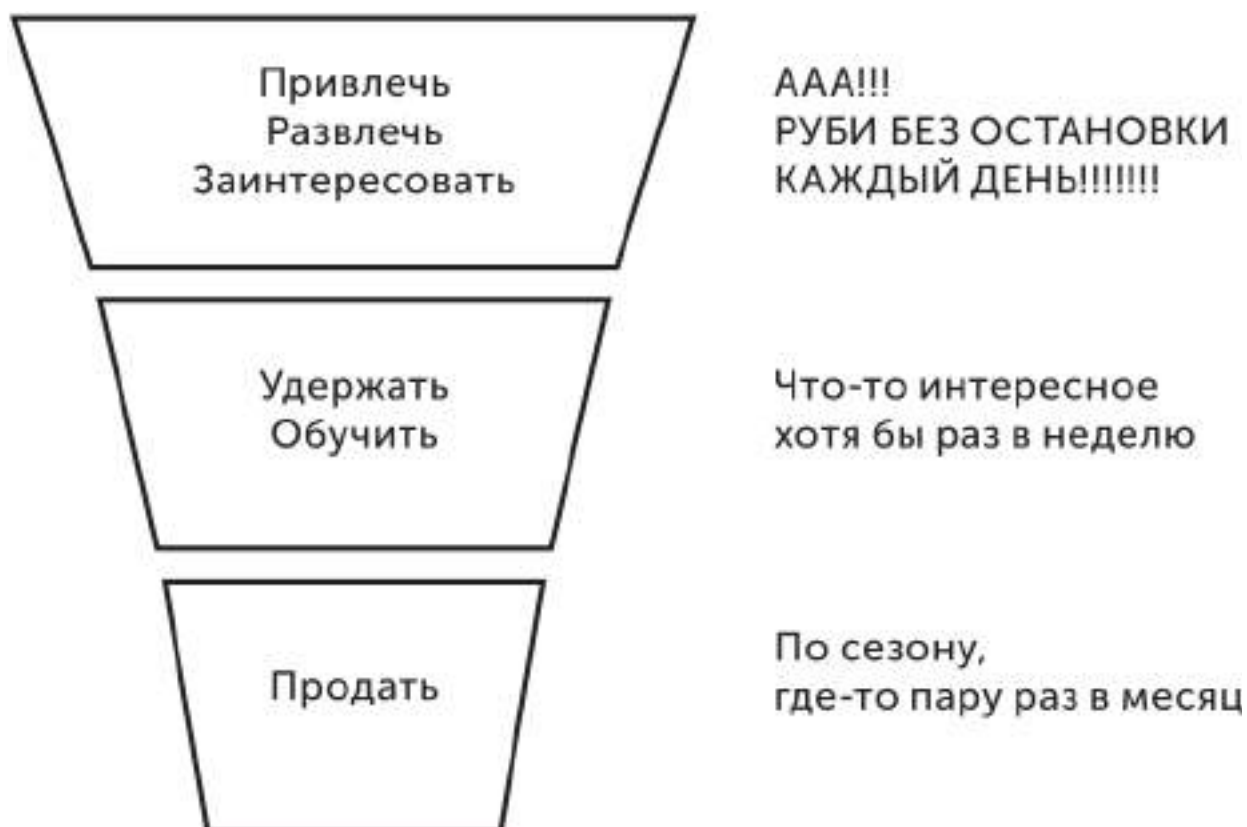 Привлечь
Развлечь
Заинтересовать
ААА!!!
РУБИ БЕЗ ОСТАНОВКИ
КАЖДЫЙ ДЕНЬ!!!!!!!
Удержать
Обучить
Что-то интересное
хотя бы раз в неделю
Продать
По сезону,
где-то пару раз в месяц